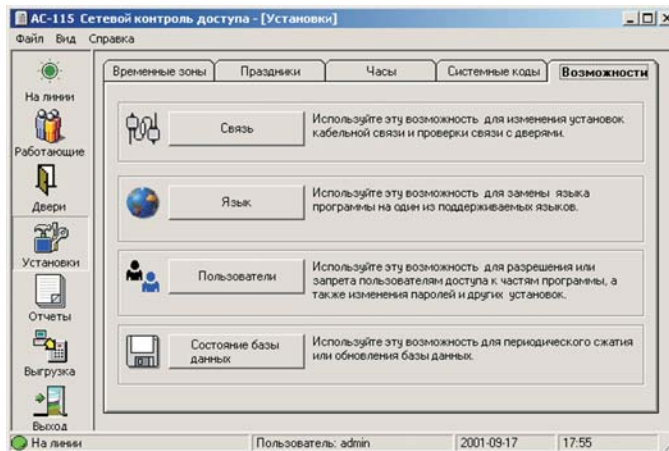 АС-115 Сетевой контроль доступа - [Установки]
Файл Вид Справка
На линии
Работающие
Двери
Установки
Отчеты
Выгрузка
Выход
Временные зоны Праздники Часы Системные коды Возможности
Связь
Используйте эту возможность для изменения установок
кабельной связи и проверки связи с дверями.
Язык
Используйте эту возможность для замены языка
программы на один из поддерживаемых языков.
Пользователи
Используйте эту возможность для разрешения или
запрета пользователям доступа к частям программы, а
также изменения паролей и других установок.
Состояние базы
данных
Используйте эту возможность для периодического сжатия
или обновления базы данных.
На линии Пользователь: admin 2001-09-17 17:55